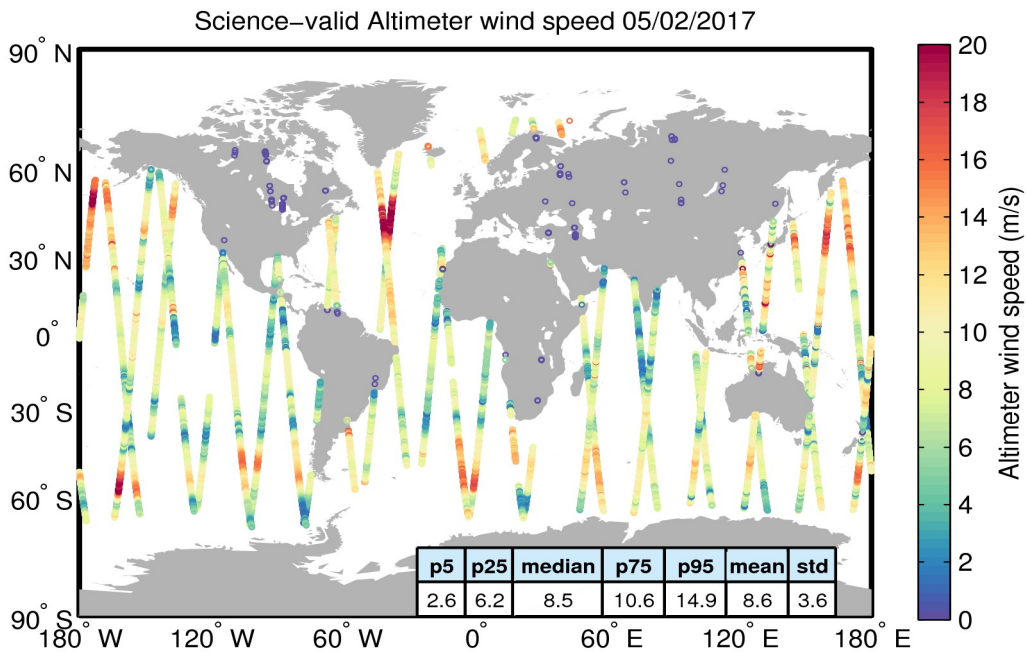 Science-valid Altimeter wind speed 05/02/2017
90° N
60° N
30° N
0°
30° S
60° S
90° S
180° W
120° W
60° W
0°
60° E
120° E
180° E
p5 p25 median p75 p95 mean std
2.6 6.2 8.5 10.6 14.9 8.6 3.6
20
18
16
14
12
10
8
6
4
2
0
Altimeter wind speed (m/s)